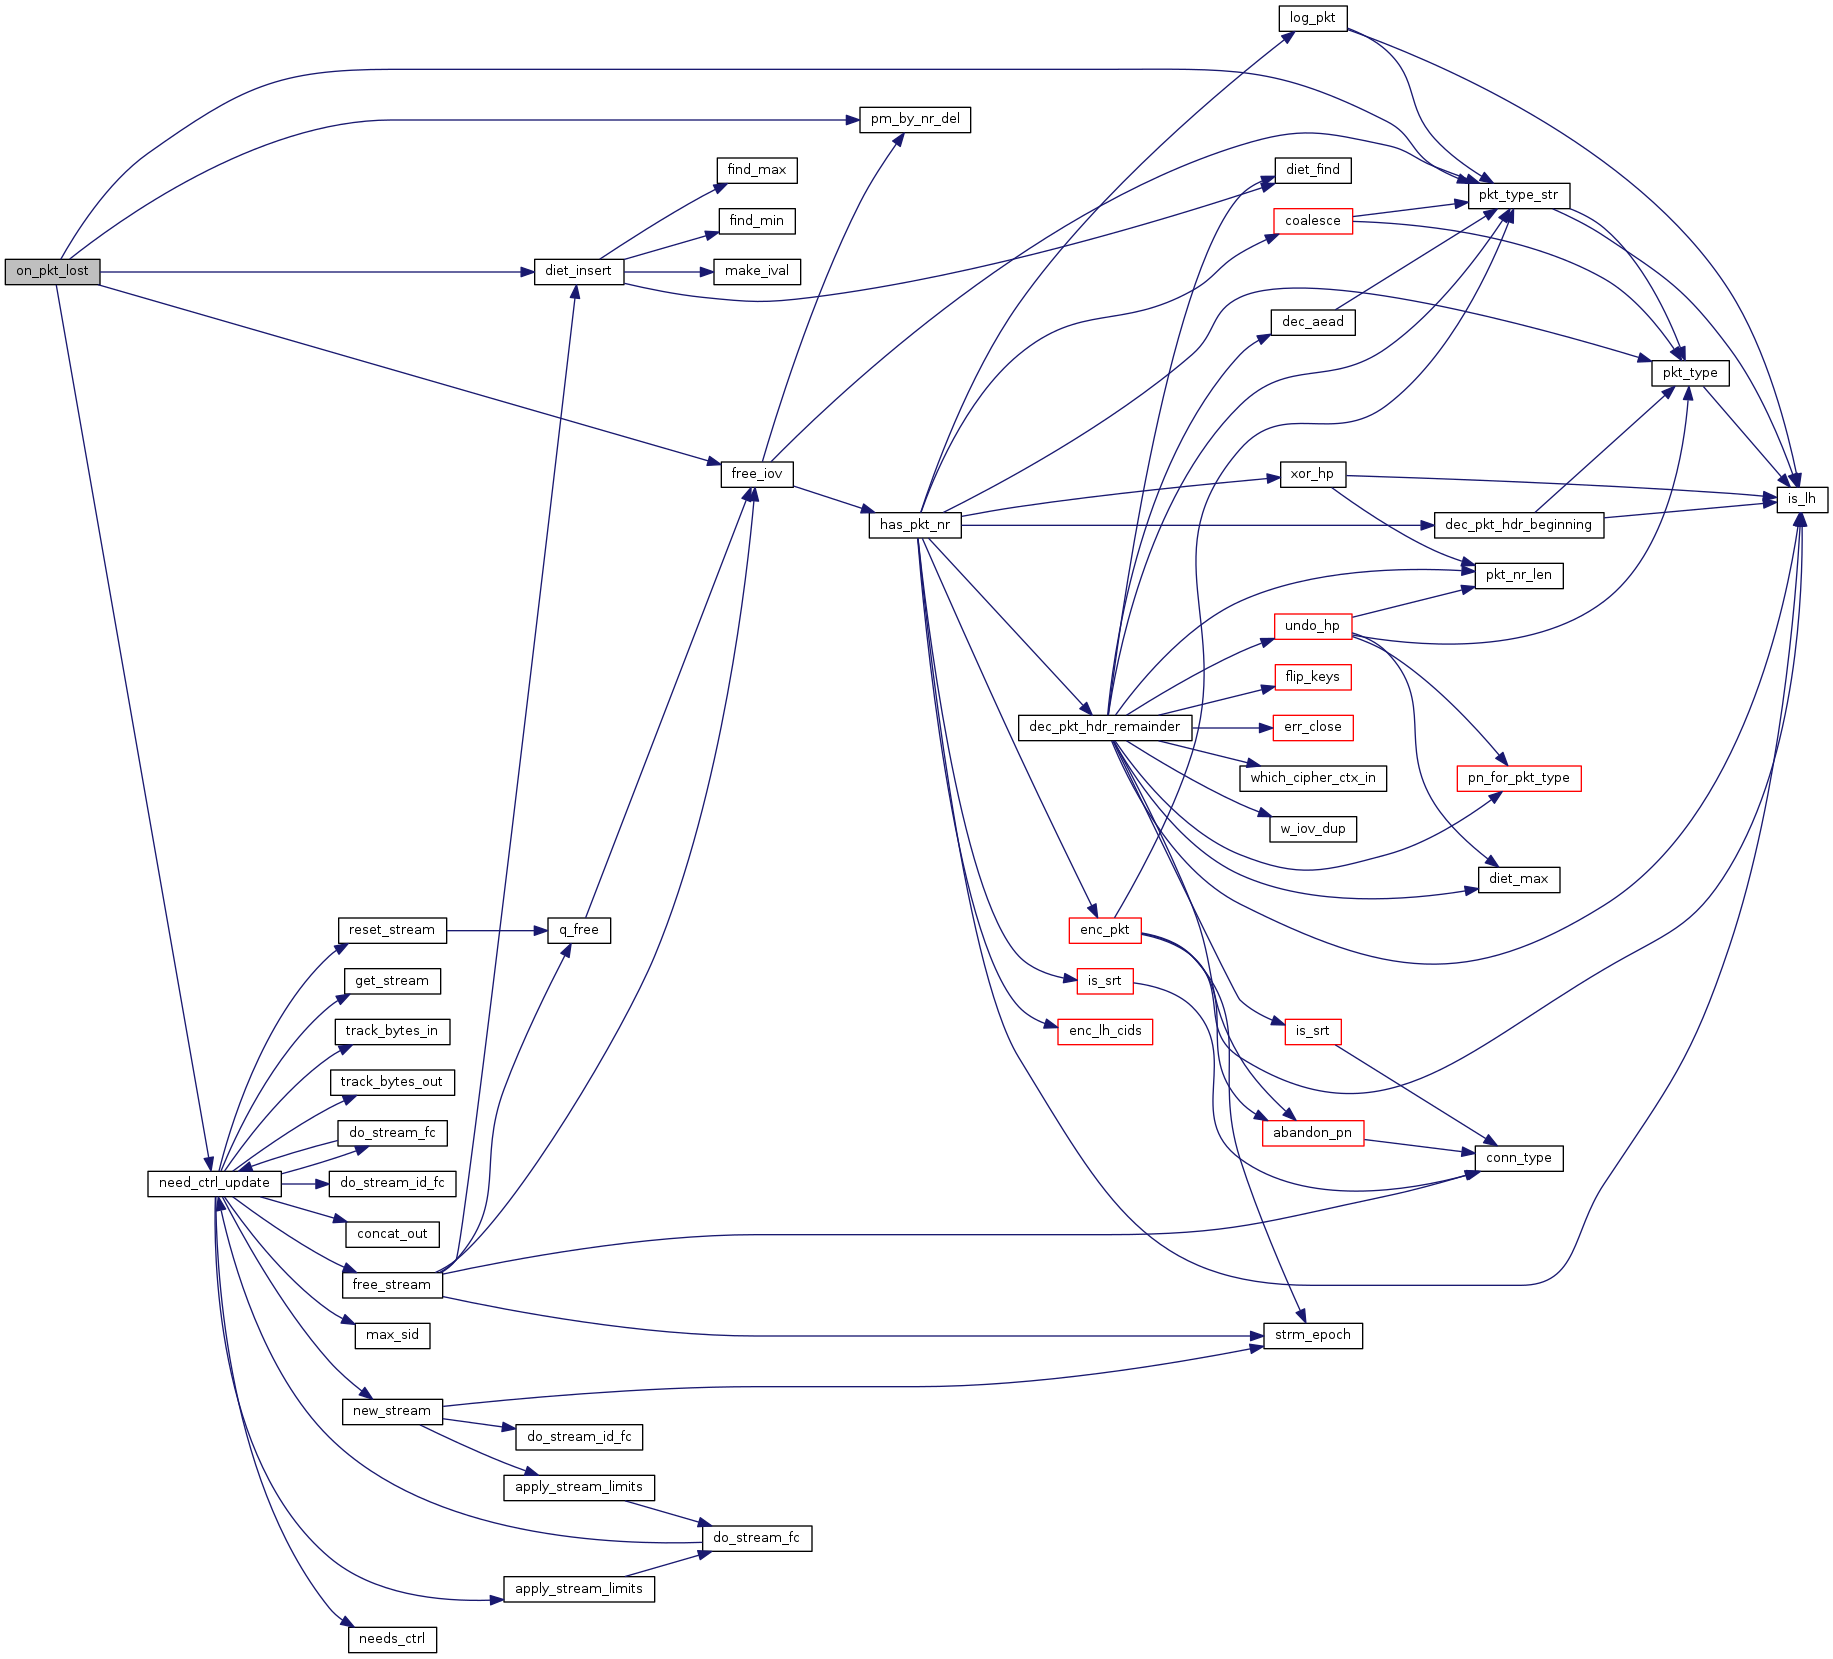 log_pkt
pm_by_nr_del
find_max
diet_find
pkt_type_str
find_min
coalesce
on_pkt_lost
diet_insert
make_ival
dec_aead
pkt_type
free_iov
xor_hp
is_lh
has_pkt_nr
dec_pkt_hdr_beginning
pkt_nr_len
undo_hp
flip_keys
dec_pkt_hdr_remainder
err_close
which_cipher_ctx_in
pn_for_pkt_type
w_iov_dup
diet_max
reset_stream
q_free
enc_pkt
get_stream
is_srt
track_bytes_in
enc_lh_cids
is_srt
track_bytes_out
do_stream_fc
abandon_pn
conn_type
need_ctrl_update
do_stream_id_fc
concat_out
free_stream
max_sid
strm_epoch
new_stream
do_stream_id_fc
apply_stream_limits
do_stream_fc
apply_stream_limits
needs_ctrl